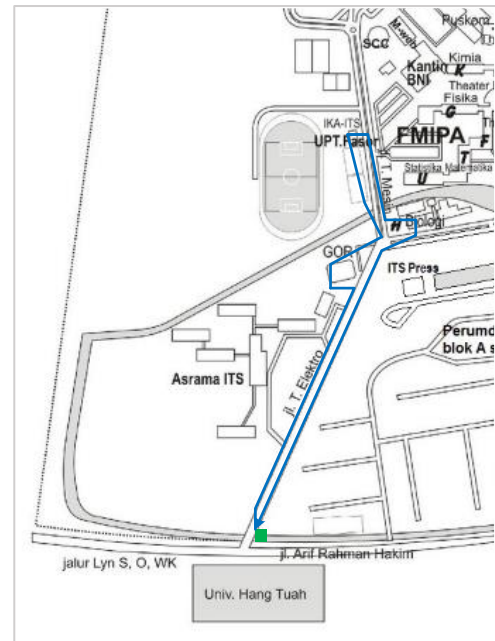 Puskom
M-web
SCC
Kimia
Kantin
BNI
K
Theater
Fisika
G
IKA-ITS
UPT.Fasor
FMIPA
Th
F
T
Statistika
Matematika
U
jl. T. Mesin
H
Biologi
GOR
ITS Press
Perumd
blok A s
Asrama ITS
jl. T. Elektro
jalur Lyn S, O, WK
jl. Arif Rahman Hakim
Univ. Hang Tuah